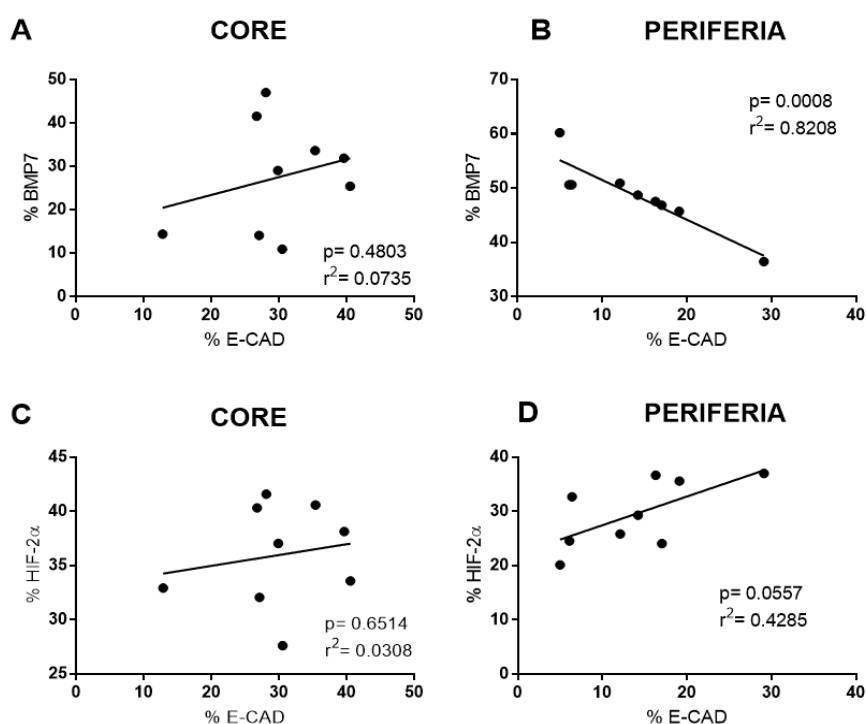 A
CORE
50
40
30
20
10
0
% BMP7
p= 0.4803
r²= 0.0735
0 10 20 30 40 50
% E-CAD
B
PERIFERIA
70
60
50
40
30
% BMP7
p= 0.0008
r²= 0.8208
0 10 20 30 40
% E-CAD
C
CORE
45
40
35
30
25
% HIF-2α
p= 0.6514
r²= 0.0308
0 10 20 30 40 50
% E-CAD
D
PERIFERIA
40
30
20
10
0
% HIF-2α
p= 0.0557
r²= 0.4285
0 10 20 30 40
% E-CAD